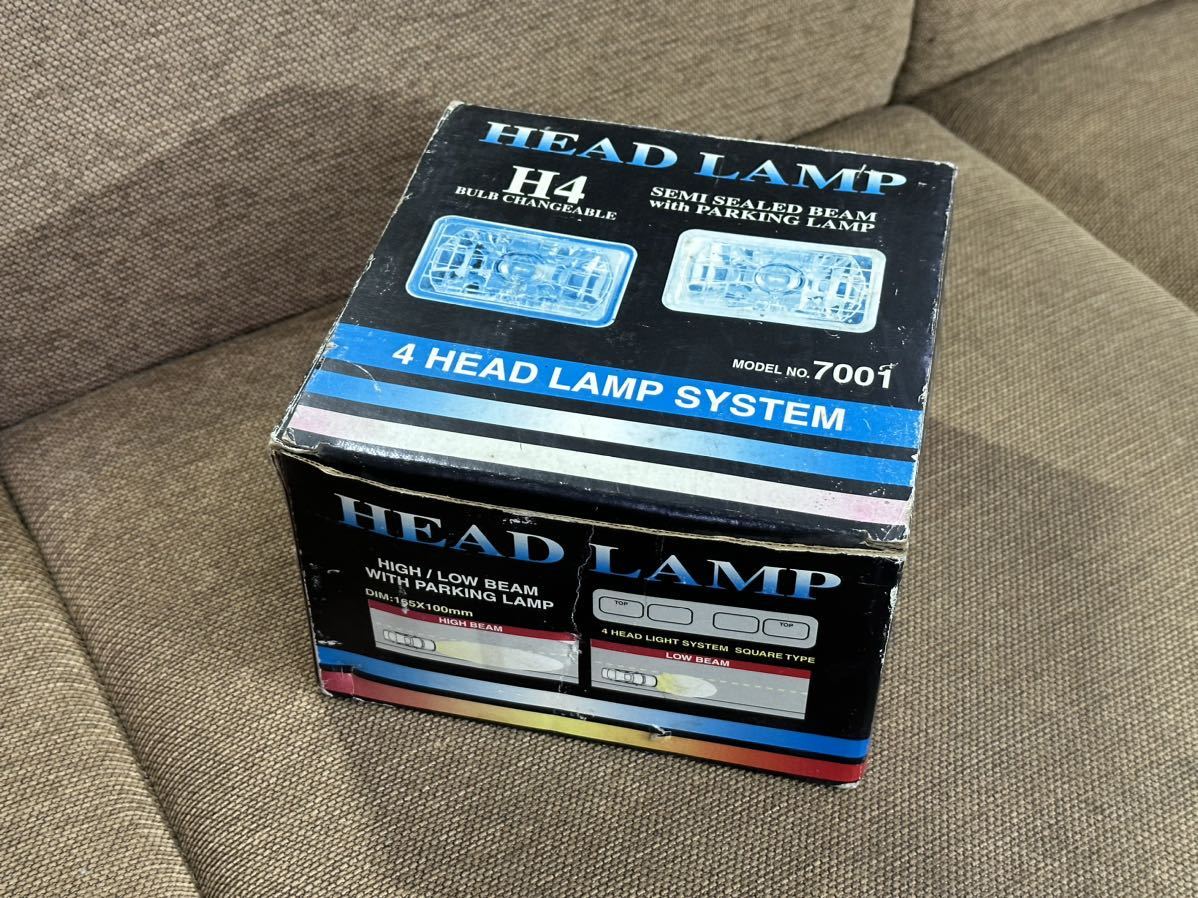 HEAD LAMP
H4
BULB CHANGEABLE
SEMI SEALED BEAM
with PARKING LAMP
MODEL NO. 7001
4 HEAD LAMP SYSTEM
HEAD LAMP
HIGH / LOW BEAM
WITH PARKING LAMP
DIM:165X100mm
HIGH BEAM
TOP
TOP
4 HEAD LIGHT SYSTEM SQUARE TYPE
LOW BEAM